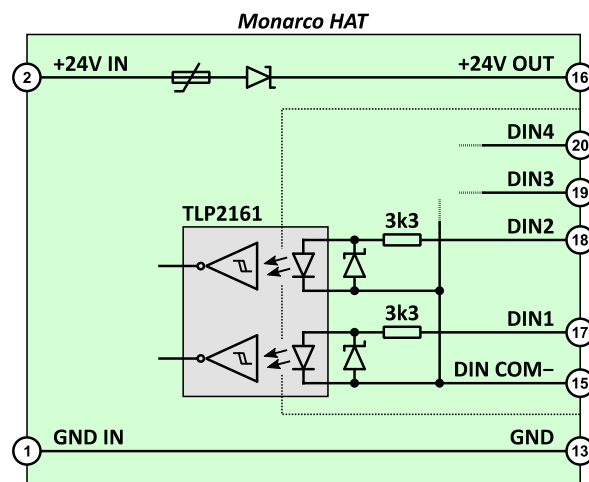 Monarco HAT
2 +24V IN +24V OUT 16
DIN4
20
DIN3
19
TLP2161 3k3 DIN2
18
3k3 DIN1
17
DIN COM−
15
1 GND IN GND 13